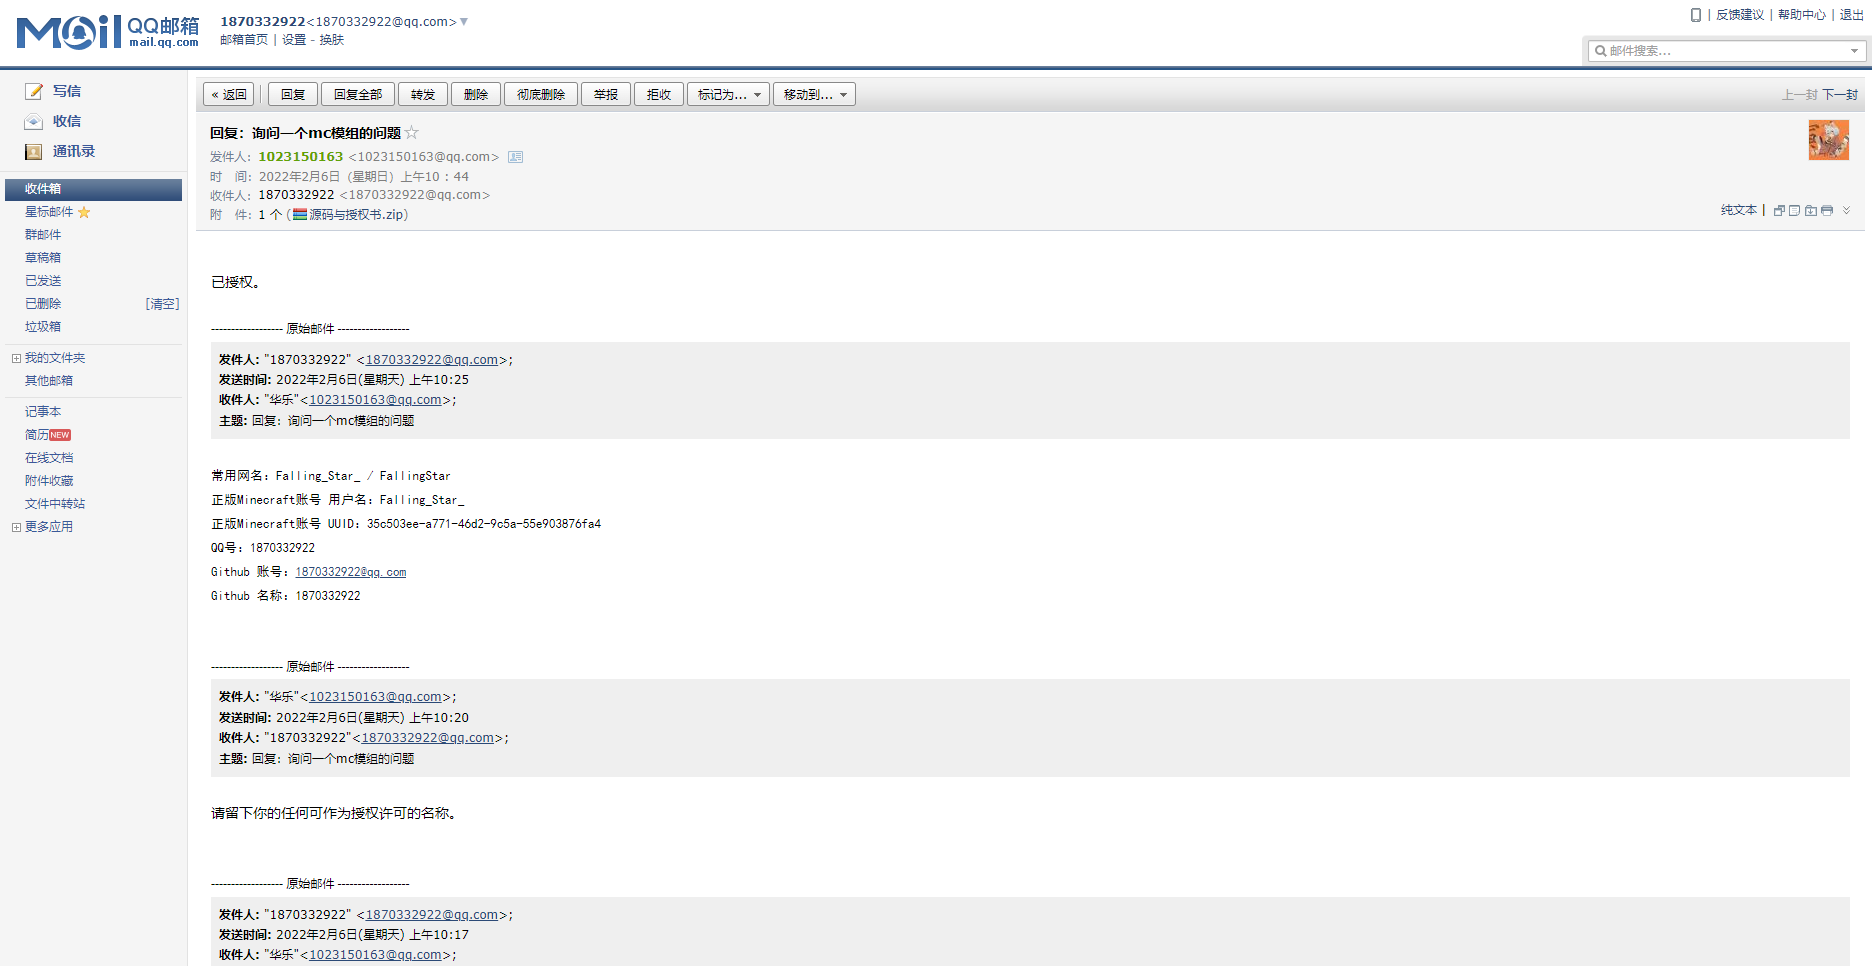 MOil QQ邮箱 mail.qq.com
1870332922<1870332922@qq.com>
邮箱首页 | 设置 - 换肤
| 反馈建议 | 帮助中心 | 退出
邮件搜索...
写信
收信
通讯录
收件箱
星标邮件
群邮件
草稿箱
已发送
已删除 [清空]
垃圾箱
我的文件夹
其他邮箱
记事本
简历 NEW
在线文档
附件收藏
文件中转站
更多应用
« 返回 回复 回复全部 转发 删除 彻底删除 举报 拒收 标记为... 移动到... 上一封 下一封
回复：询问一个mc模组的问题
发件人：1023150163 <1023150163@qq.com>
时 间：2022年2月6日（星期日）上午10：44
收件人：1870332922 <1870332922@qq.com>
附 件：1 个 (源码与授权书.zip)
纯文本 |
已授权。
------------------ 原始邮件 ------------------
发件人: "1870332922" <1870332922@qq.com>;
发送时间: 2022年2月6日(星期天) 上午10:25
收件人: "华乐"<1023150163@qq.com>;
主题: 回复：询问一个mc模组的问题
常用网名：Falling_Star_ / FallingStar
正版Minecraft账号 用户名：Falling_Star_
正版Minecraft账号 UUID：35c503ee-a771-46d2-9c5a-55e903876fa4
QQ号：1870332922
Github 账号：1870332922@qq.com
Github 名称：1870332922
------------------ 原始邮件 ------------------
发件人: "华乐"<1023150163@qq.com>;
发送时间: 2022年2月6日(星期天) 上午10:20
收件人: "1870332922"<1870332922@qq.com>;
主题: 回复：询问一个mc模组的问题
请留下你的任何可作为授权许可的名称。
------------------ 原始邮件 ------------------
发件人: "1870332922" <1870332922@qq.com>;
发送时间: 2022年2月6日(星期天) 上午10:17
收件人: "华乐"<1023150163@qq.com>;